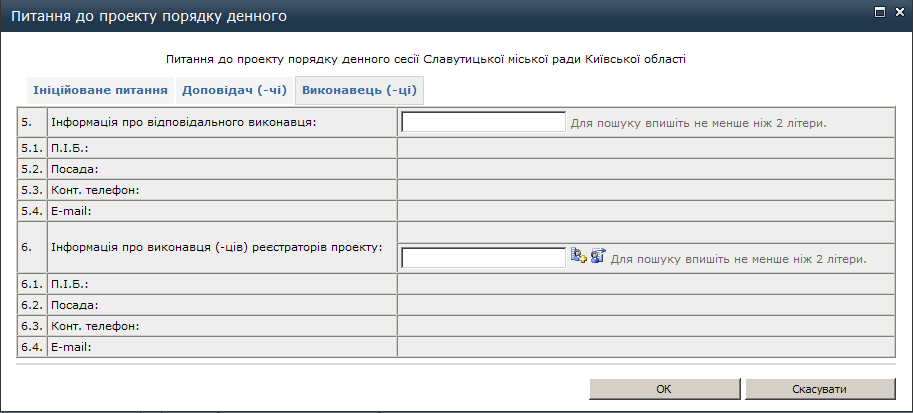 Питання до проекту порядку денного
Питання до проекту порядку денного сесії Славутицької міської ради Київської області
Ініційоване питання Доповідач (-чі) Виконавець (-ці)
5. Інформація про відповідального виконавця: Для пошуку впишіть не менше ніж 2 літери.
5.1. П.І.Б.:
5.2. Посада:
5.3. Конт. телефон:
5.4. E-mail:
6. Інформація про виконавця (-ців) реєстраторів проекту: Для пошуку впишіть не менше ніж 2 літери.
6.1. П.І.Б.:
6.2. Посада:
6.3. Конт. телефон:
6.4. E-mail:
ОК Скасувати